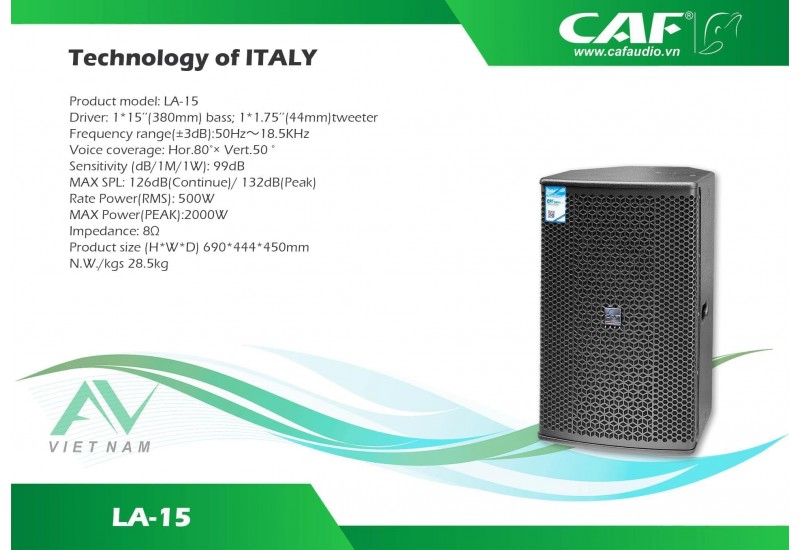 CAF®
www.cafaudio.vn
Technology of ITALY
Product model: LA-15
Driver: 1*15´´(380mm) bass; 1*1.75´´(44mm)tweeter
Frequency range(±3dB):50Hz～18.5KHz
Voice coverage: Hor.80°× Vert.50 °
Sensitivity (dB/1M/1W): 99dB
MAX SPL: 126dB(Continue)/ 132dB(Peak)
Rate Power(RMS): 500W
MAX Power(PEAK):2000W
Impedance: 8Ω
Product size (H*W*D) 690*444*450mm
N.W./kgs 28.5kg
AV
VIET NAM
LA-15